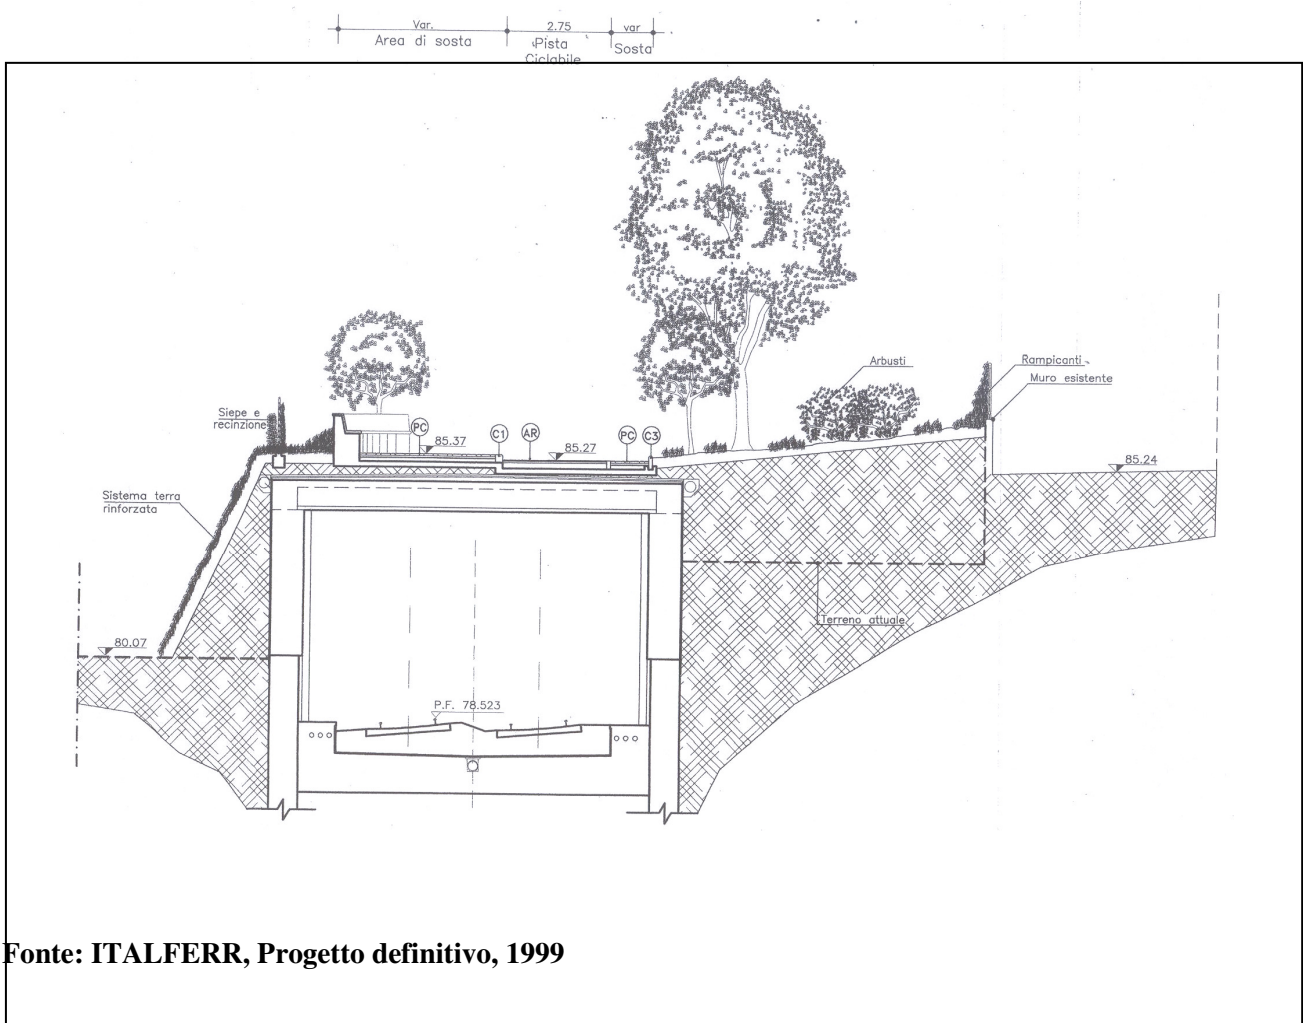 Var.
2.75
var
Area di sosta
Pista
Ciclabile
Sosta
Arbusti
Rampicanti
Muro esistente
Siepe e
recinzione
PC
85.37
C1
AR
85.27
PC
C3
85.24
Sistema terra
rinforzata
Terreno attuale
80.07
P.F. 78.523
Fonte: ITALFERR, Progetto definitivo, 1999